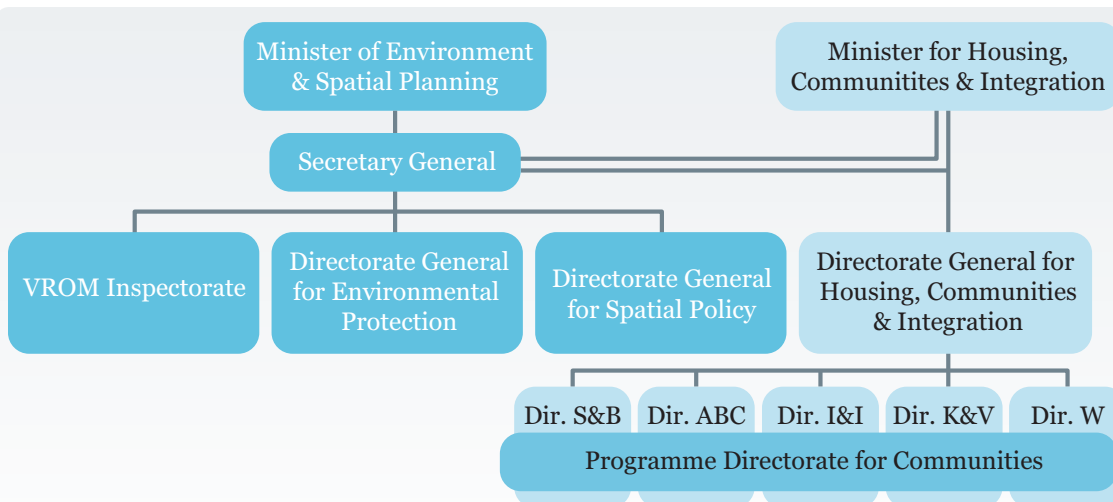 Minister of Environment
& Spatial Planning
Minister for Housing,
Communitites & Integration
Secretary General
VROM Inspectorate
Directorate General
for Environmental
Protection
Directorate General
for Spatial Policy
Directorate General for
Housing, Communities
& Integration
Dir. S&B
Dir. ABC
Dir. I&I
Dir. K&V
Dir. W
Programme Directorate for Communities